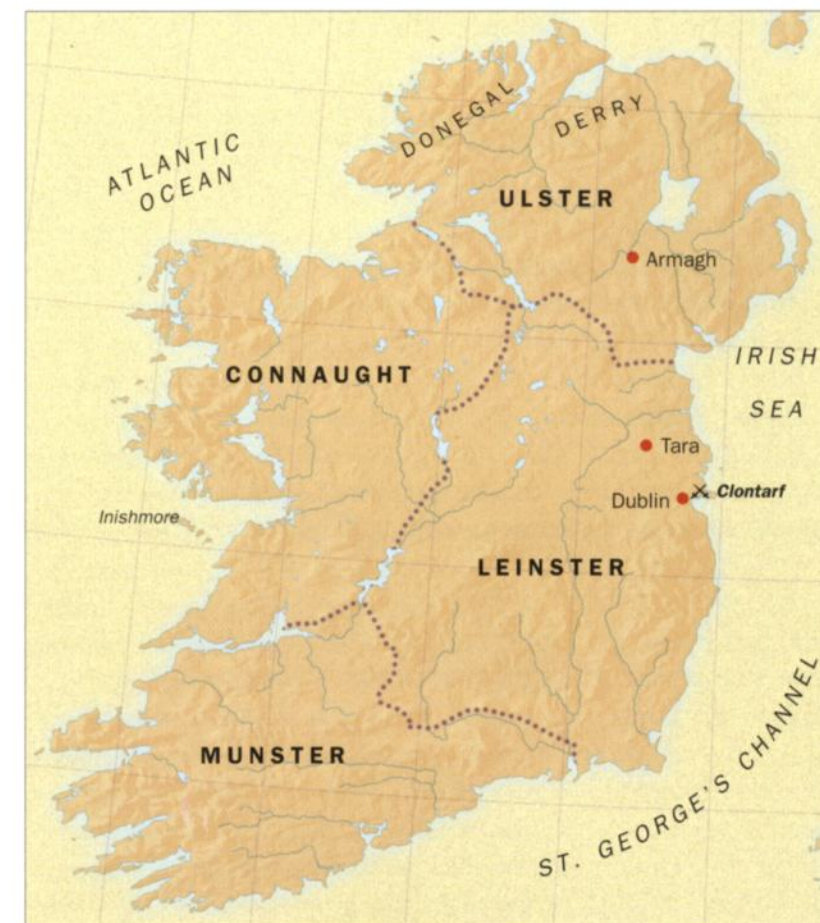 DONEGAL
DERRY
ATLANTIC
OCEAN
ULSTER
Armagh
CONNAUGHT
IRISH
SEA
Tara
Clontarf
Dublin
Inishmore
LEINSTER
MUNSTER
ST. GEORGE'S CHANNEL